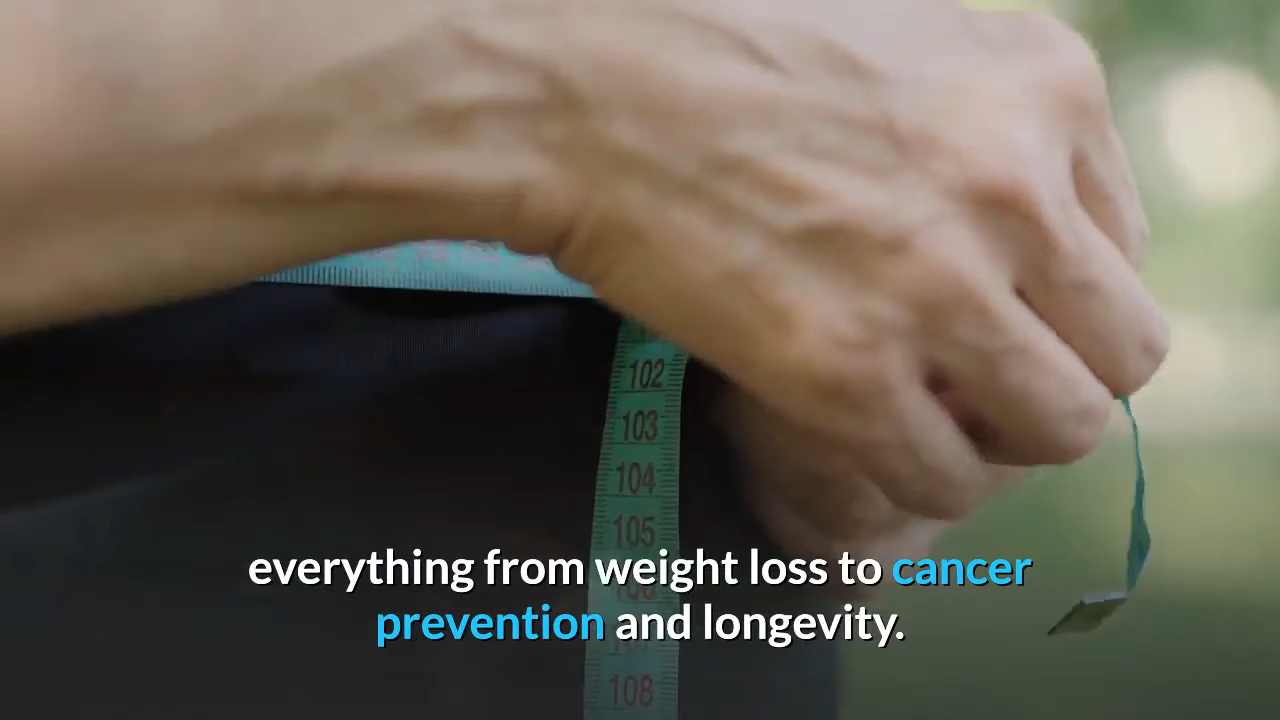 102
103
104
105
everything from weight loss to cancer
prevention and longevity.
108